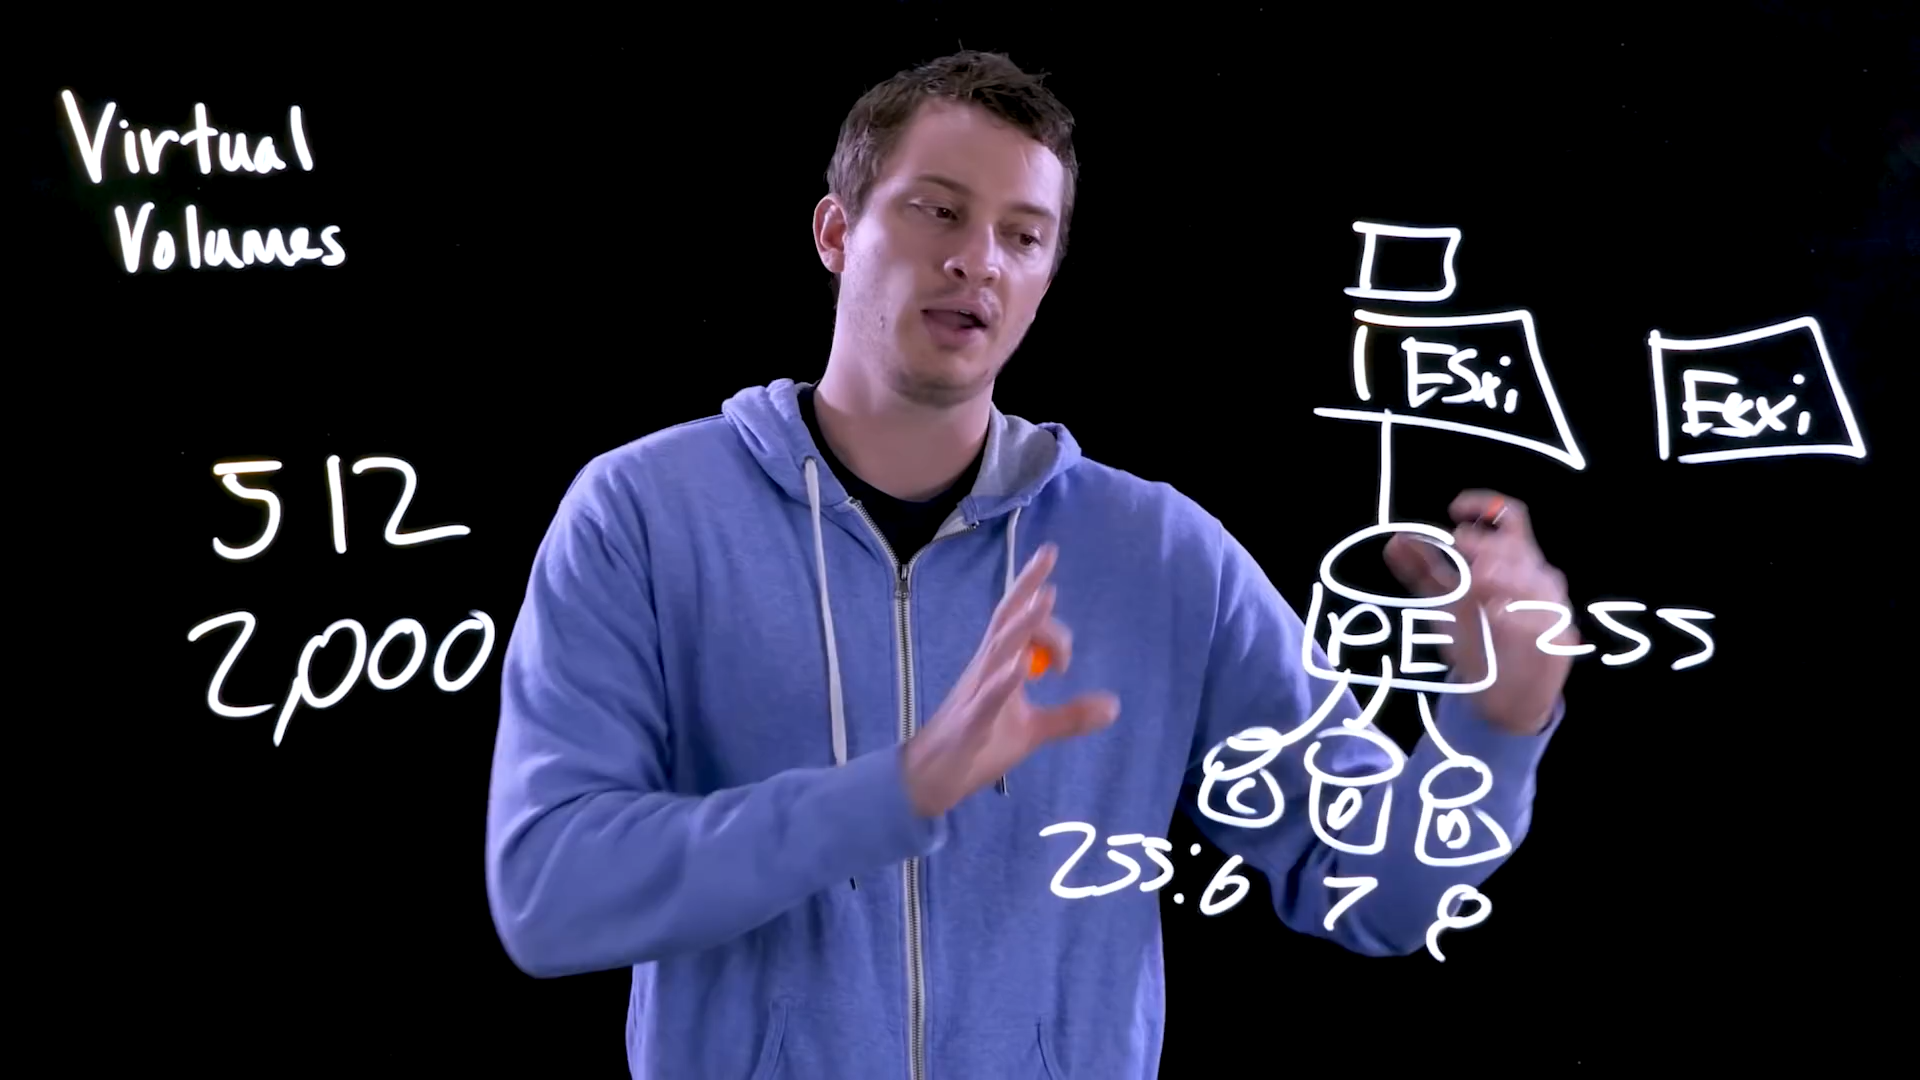 Virtual
Volumes
512
2,000
ESXi
ESXi
PE
255
C
D
D
255:6
7
8